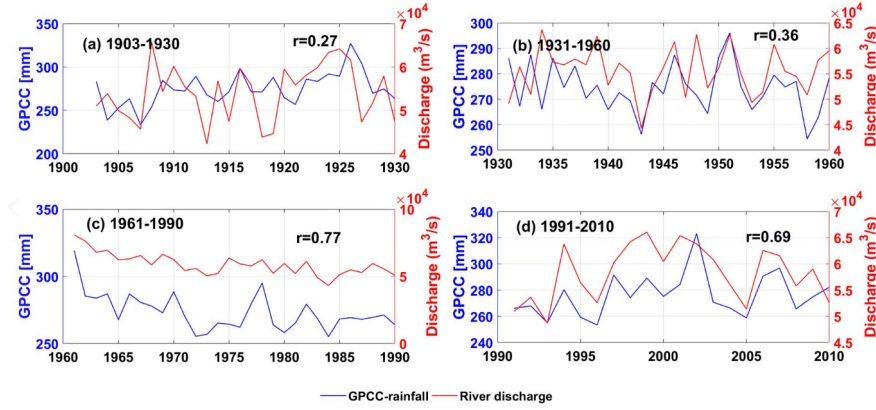 (a) 1903-1930
r=0.27
×10⁴
GPCC [mm]
350
300
250
200
7
6
5
4
Discharge (m³/s)
1900 1905 1910 1915 1920 1925 1930
(b) 1931-1960
r=0.36
×10⁴
GPCC [mm]
300
290
280
270
260
250
6.5
6
5.5
5
4.5
4
Discharge (m³/s)
1930 1935 1940 1945 1950 1955 1960
(c) 1961-1990
r=0.77
×10⁴
GPCC [mm]
350
300
250
10
5
0
Discharge (m³/s)
1960 1965 1970 1975 1980 1985 1990
(d) 1991-2010
r=0.69
×10⁴
GPCC [mm]
340
320
300
280
260
240
7
6.5
6
5.5
5
4.5
Discharge (m³/s)
1990 1995 2000 2005 2010
GPCC-rainfall River discharge